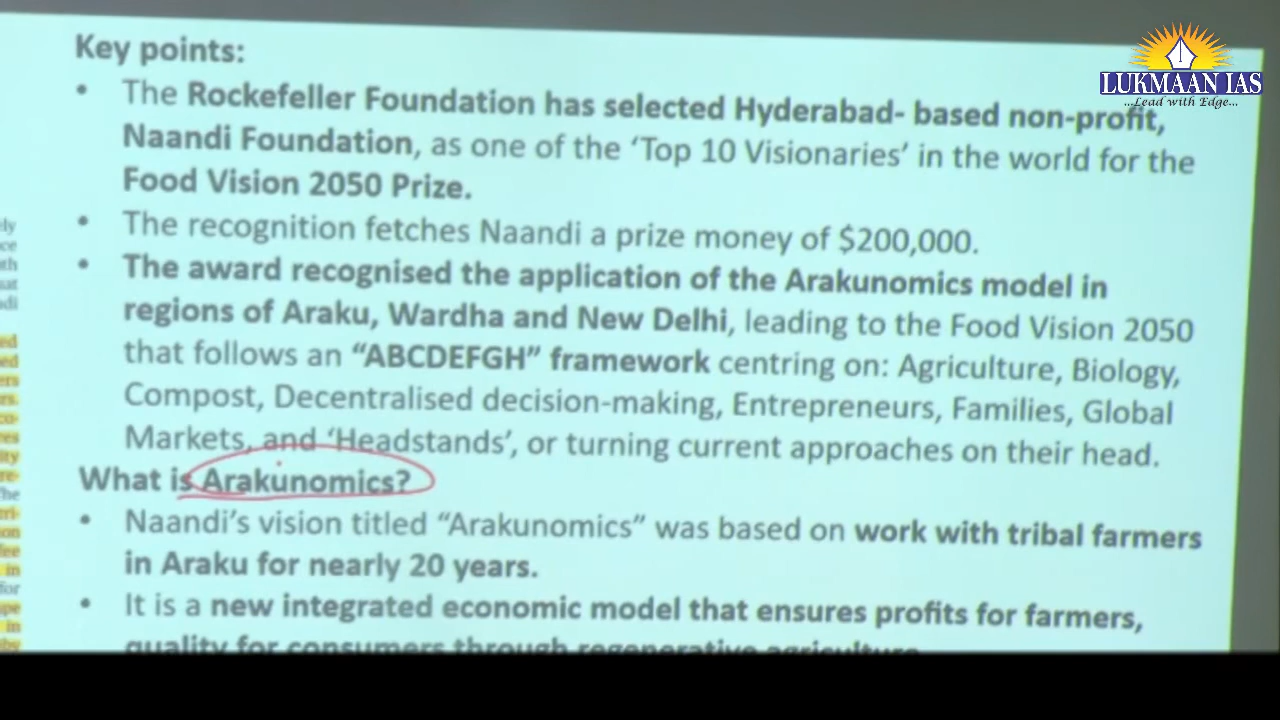 LUKMAAN IAS
...Lead with Edge...
Key points:
• The Rockefeller Foundation has selected Hyderabad- based non-profit,
Naandi Foundation, as one of the ‘Top 10 Visionaries’ in the world for the
Food Vision 2050 Prize.
• The recognition fetches Naandi a prize money of $200,000.
• The award recognised the application of the Arakunomics model in
regions of Araku, Wardha and New Delhi, leading to the Food Vision 2050
that follows an “ABCDEFGH” framework centring on: Agriculture, Biology,
Compost, Decentralised decision-making, Entrepreneurs, Families, Global
Markets, and ‘Headstands’, or turning current approaches on their head.
What is Arakunomics?
• Naandi’s vision titled “Arakunomics” was based on work with tribal farmers
in Araku for nearly 20 years.
• It is a new integrated economic model that ensures profits for farmers,
quality for consumers through regenerative agriculture